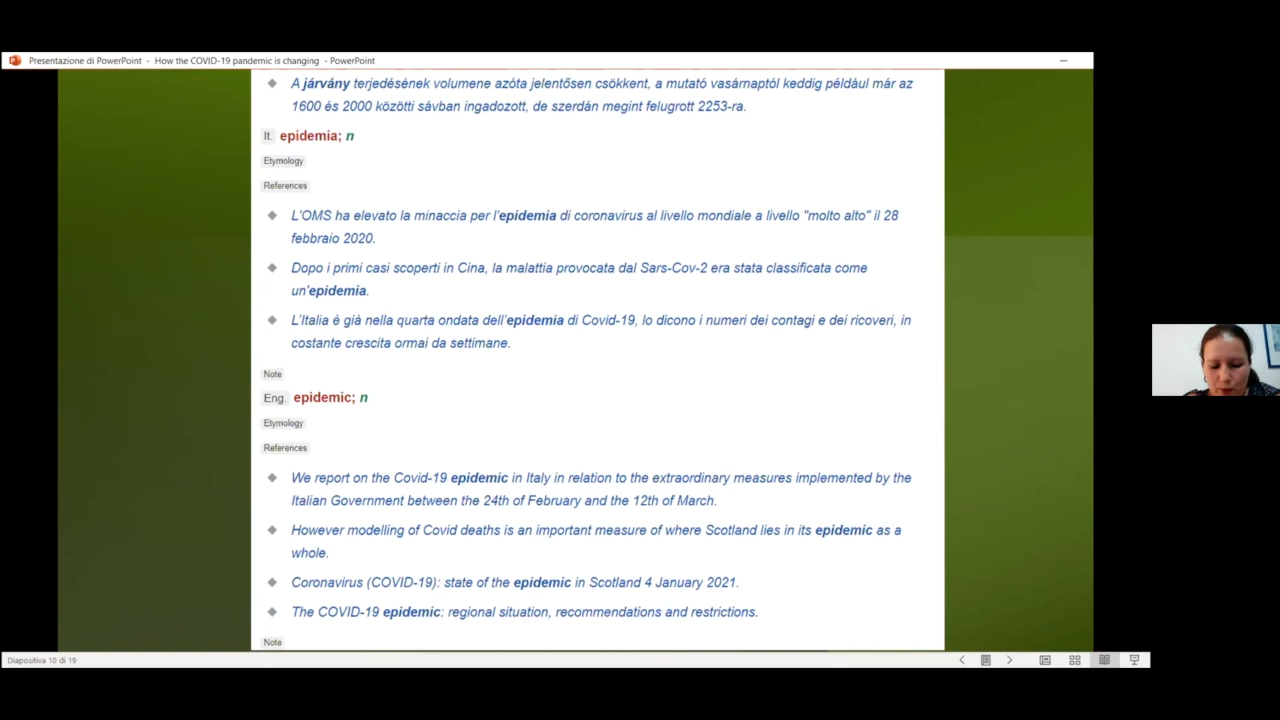 Presentazione di PowerPoint - How the COVID-19 pandemic is changing - PowerPoint
A járvány terjedésének volumene azóta jelentősen csökkent, a mutató vasárnaptól keddig például már az
1600 és 2000 közötti sávban ingadozott, de szerdán megint felugrott 2253-ra.
It. epidemia; n
Etymology
References
L'OMS ha elevato la minaccia per l'epidemia di coronavirus al livello mondiale a livello "molto alto" il 28
febbraio 2020.
Dopo i primi casi scoperti in Cina, la malattia provocata dal Sars-Cov-2 era stata classificata come
un'epidemia.
L'Italia è già nella quarta ondata dell'epidemia di Covid-19, lo dicono i numeri dei contagi e dei ricoveri, in
costante crescita ormai da settimane.
Note
Eng. epidemic; n
Etymology
References
We report on the Covid-19 epidemic in Italy in relation to the extraordinary measures implemented by the
Italian Government between the 24th of February and the 12th of March.
However modelling of Covid deaths is an important measure of where Scotland lies in its epidemic as a
whole.
Coronavirus (COVID-19): state of the epidemic in Scotland 4 January 2021.
The COVID-19 epidemic: regional situation, recommendations and restrictions.
Note
Diapositiva 10 di 19